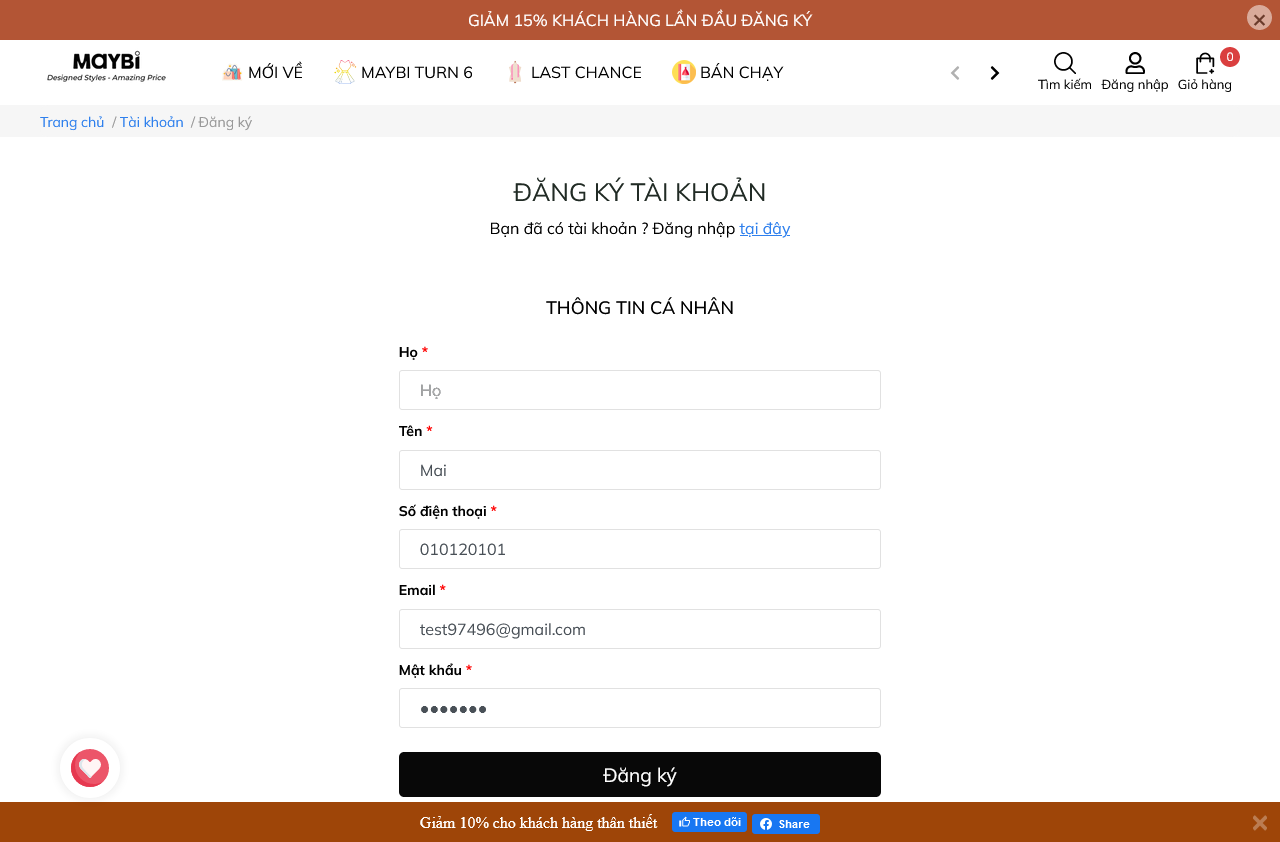 GIẢM 15% KHÁCH HÀNG LẦN ĐẦU ĐĂNG KÝ
MAYBi
Designed Styles - Amazing Price
MỚI VỀ
MAYBI TURN 6
LAST CHANCE
BÁN CHẠY
Tìm kiếm
Đăng nhập
0
Giỏ hàng
Trang chủ / Tài khoản / Đăng ký
ĐĂNG KÝ TÀI KHOẢN
Bạn đã có tài khoản ? Đăng nhập tại đây
THÔNG TIN CÁ NHÂN
Họ *
Họ
Tên *
Mai
Số điện thoại *
010120101
Email *
test97496@gmail.com
Mật khẩu *
•••••••
Đăng ký
Giảm 10% cho khách hàng thân thiết
Theo dõi
Share